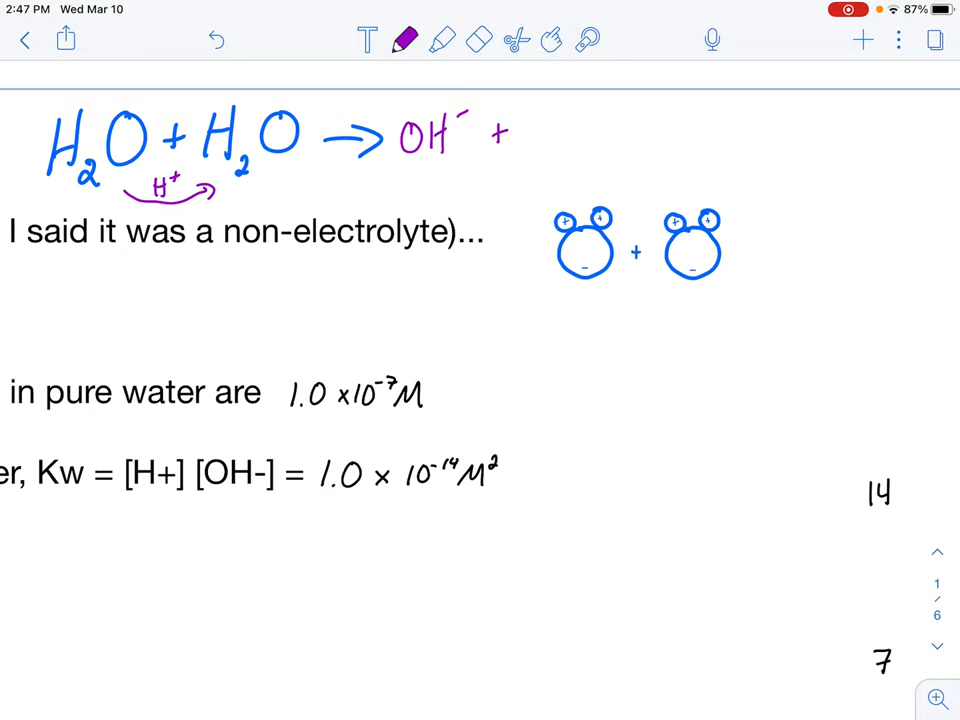 2:47 PM Wed Mar 10
87%
T
H₂O + H₂O → OH⁻ +
H⁺
I said it was a non-electrolyte)...
+ + + +
+
- -
in pure water are 1.0 x10⁻⁷M
er, Kw = [H+] [OH-] = 1.0 x 10⁻¹⁴M²
14
1
/
6
7